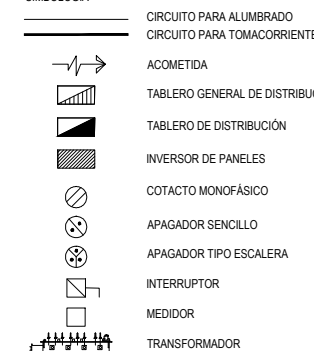 CIRCUITO PARA ALUMBRADO
CIRCUITO PARA TOMACORRIENTE
ACOMETIDA
TABLERO GENERAL DE DISTRIBUC
TABLERO DE DISTRIBUCIÓN
INVERSOR DE PANELES
COTACTO MONOFÁSICO
APAGADOR SENCILLO
APAGADOR TIPO ESCALERA
INTERRUPTOR
MEDIDOR
TRANSFORMADOR